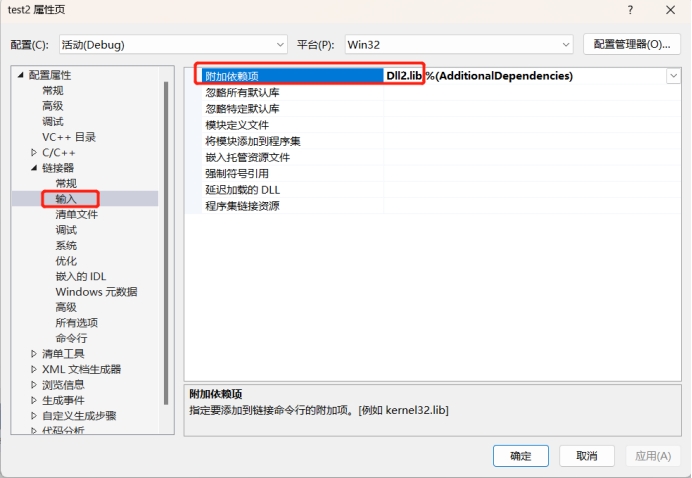 test2 属性页
? ×
配置(C): 活动(Debug) 平台(P): Win32 配置管理器(O)...
配置属性
常规
高级
调试
VC++ 目录
C/C++
链接器
常规
输入
清单文件
调试
系统
优化
嵌入的 IDL
Windows 元数据
高级
所有选项
命令行
清单工具
XML 文档生成器
浏览信息
生成事件
自定义生成步骤
代码分析
附加依赖项 Dll2.lib;%(AdditionalDependencies)
忽略所有默认库
忽略特定默认库
模块定义文件
将模块添加到程序集
嵌入托管资源文件
强制符号引用
延迟加载的 DLL
程序集链接资源
附加依赖项
指定要添加到链接命令行的附加项。[例如 kernel32.lib]
确定 取消 应用(A)